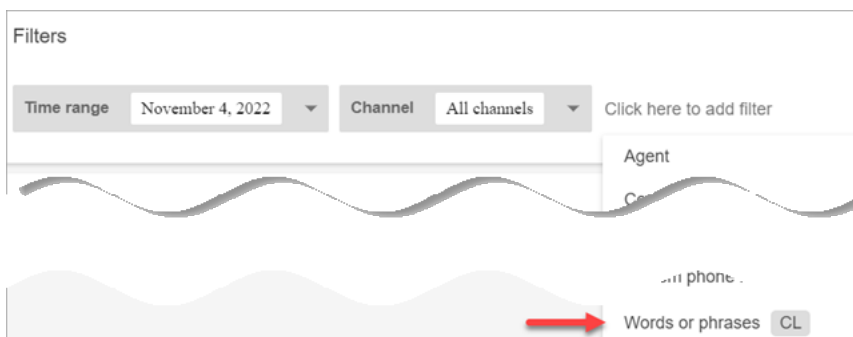 Filters
Time range November 4, 2022 Channel All channels Click here to add filter
Agent
phone
Words or phrases CL